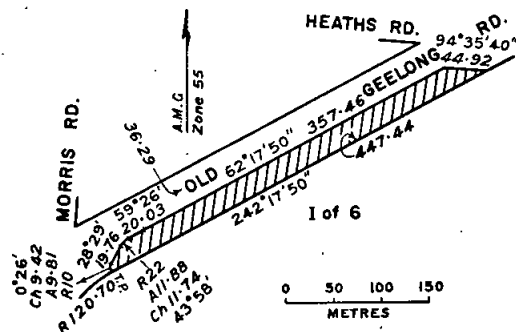 HEATHS RD.
94°35'40"
44·92
RD.
GEELONG
357·46
62°17'50"
OLD
447·44
242°17'50"
1 of 6
A.M.G
Zone 55
36·29
MORRIS RD.
59°26'
20·03
28°29'
19·76
0°26'
Ch 9·42
A9·81
R10
R120·70
T.P.
R22
A11·88
Ch 11·74
43°58'
0 50 100 150
METRES